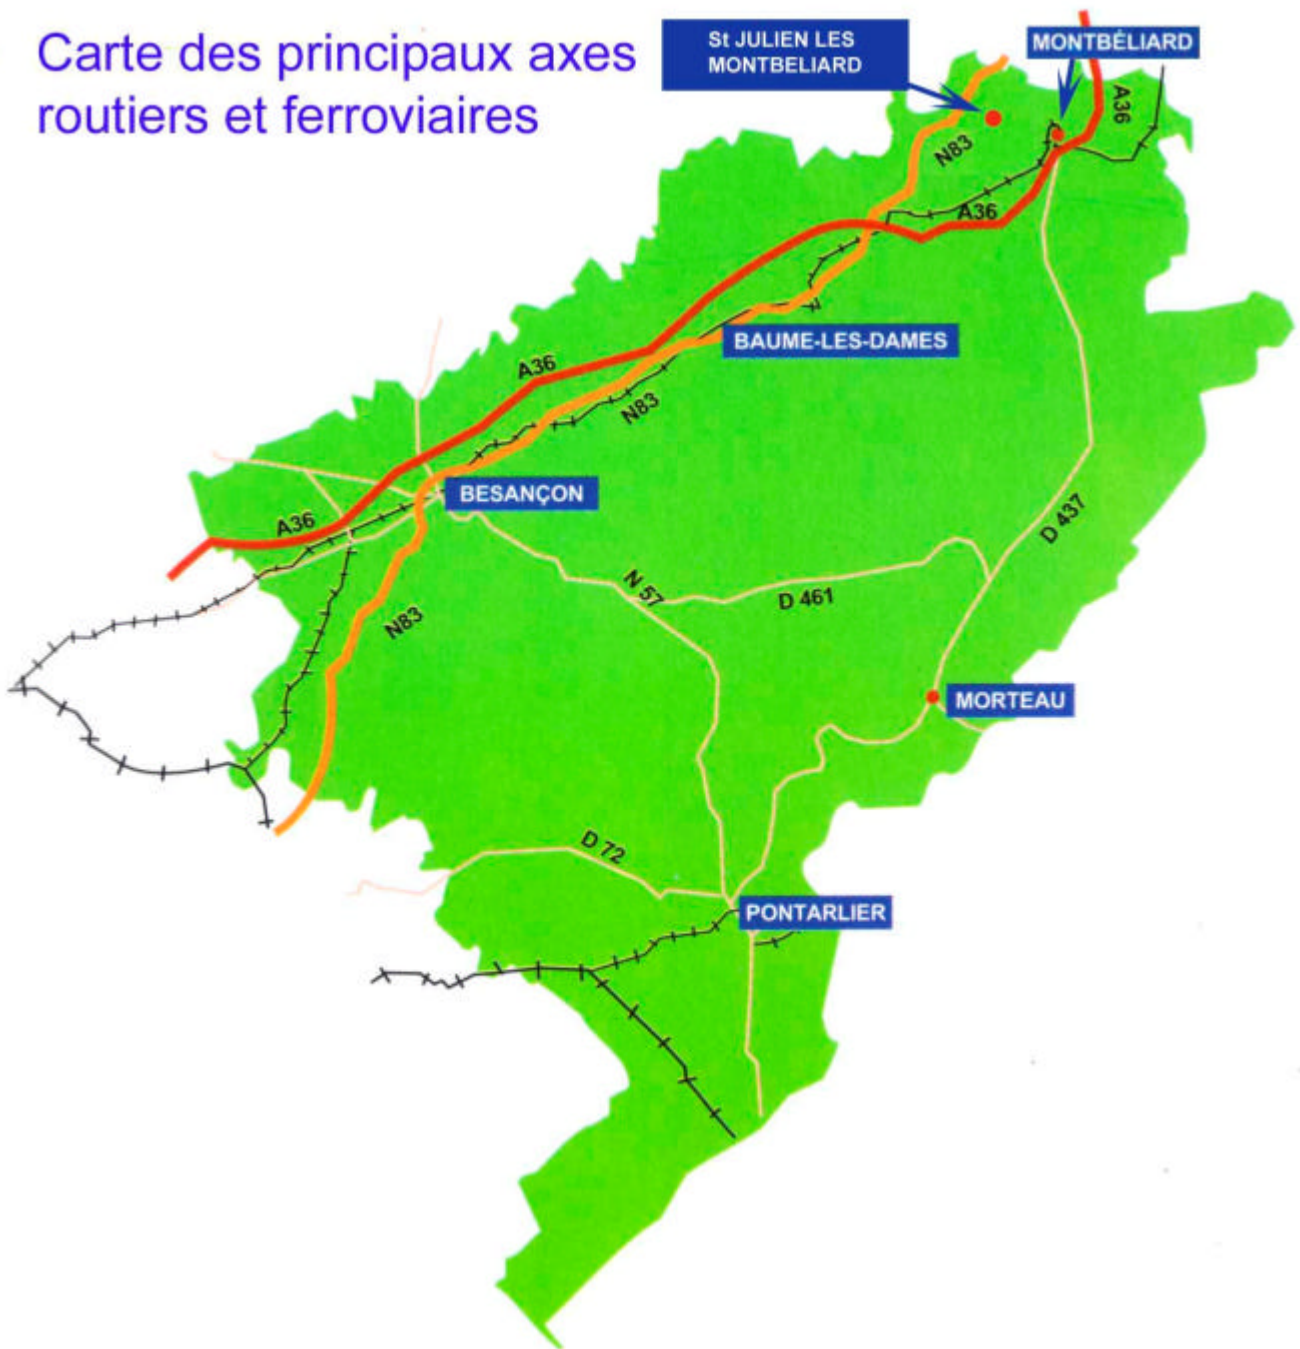 Carte des principaux axes
routiers et ferroviaires
St JULIEN LES
MONTBELIARD
MONTBÉLIARD
A36
N83
A36
BAUME-LES-DAMES
A36
N83
BESANÇON
A36
D 437
N 57
D 461
N83
MORTEAU
D 72
PONTARLIER